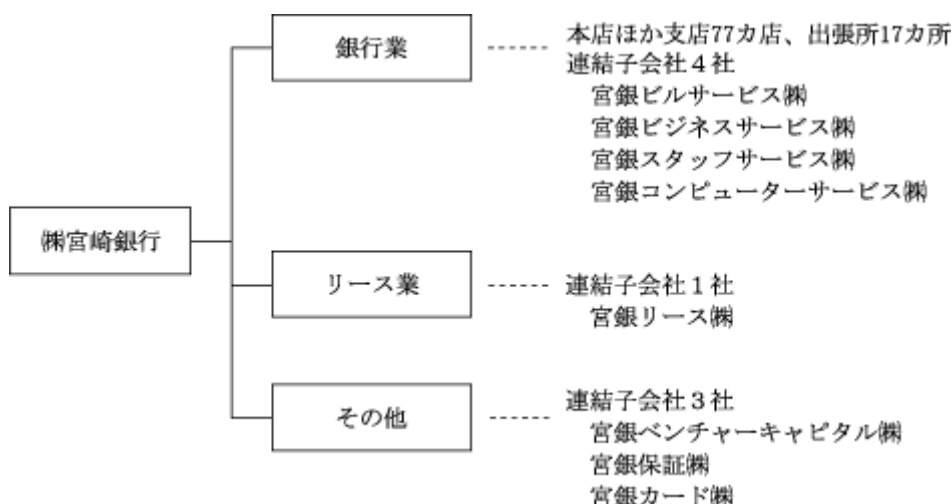 ㈱宮崎銀行
銀行業
本店ほか支店77カ店、出張所17カ所
連結子会社４社
宮銀ビルサービス㈱
宮銀ビジネスサービス㈱
宮銀スタッフサービス㈱
宮銀コンピューターサービス㈱
リース業
連結子会社１社
宮銀リース㈱
その他
連結子会社３社
宮銀ベンチャーキャピタル㈱
宮銀保証㈱
宮銀カード㈱